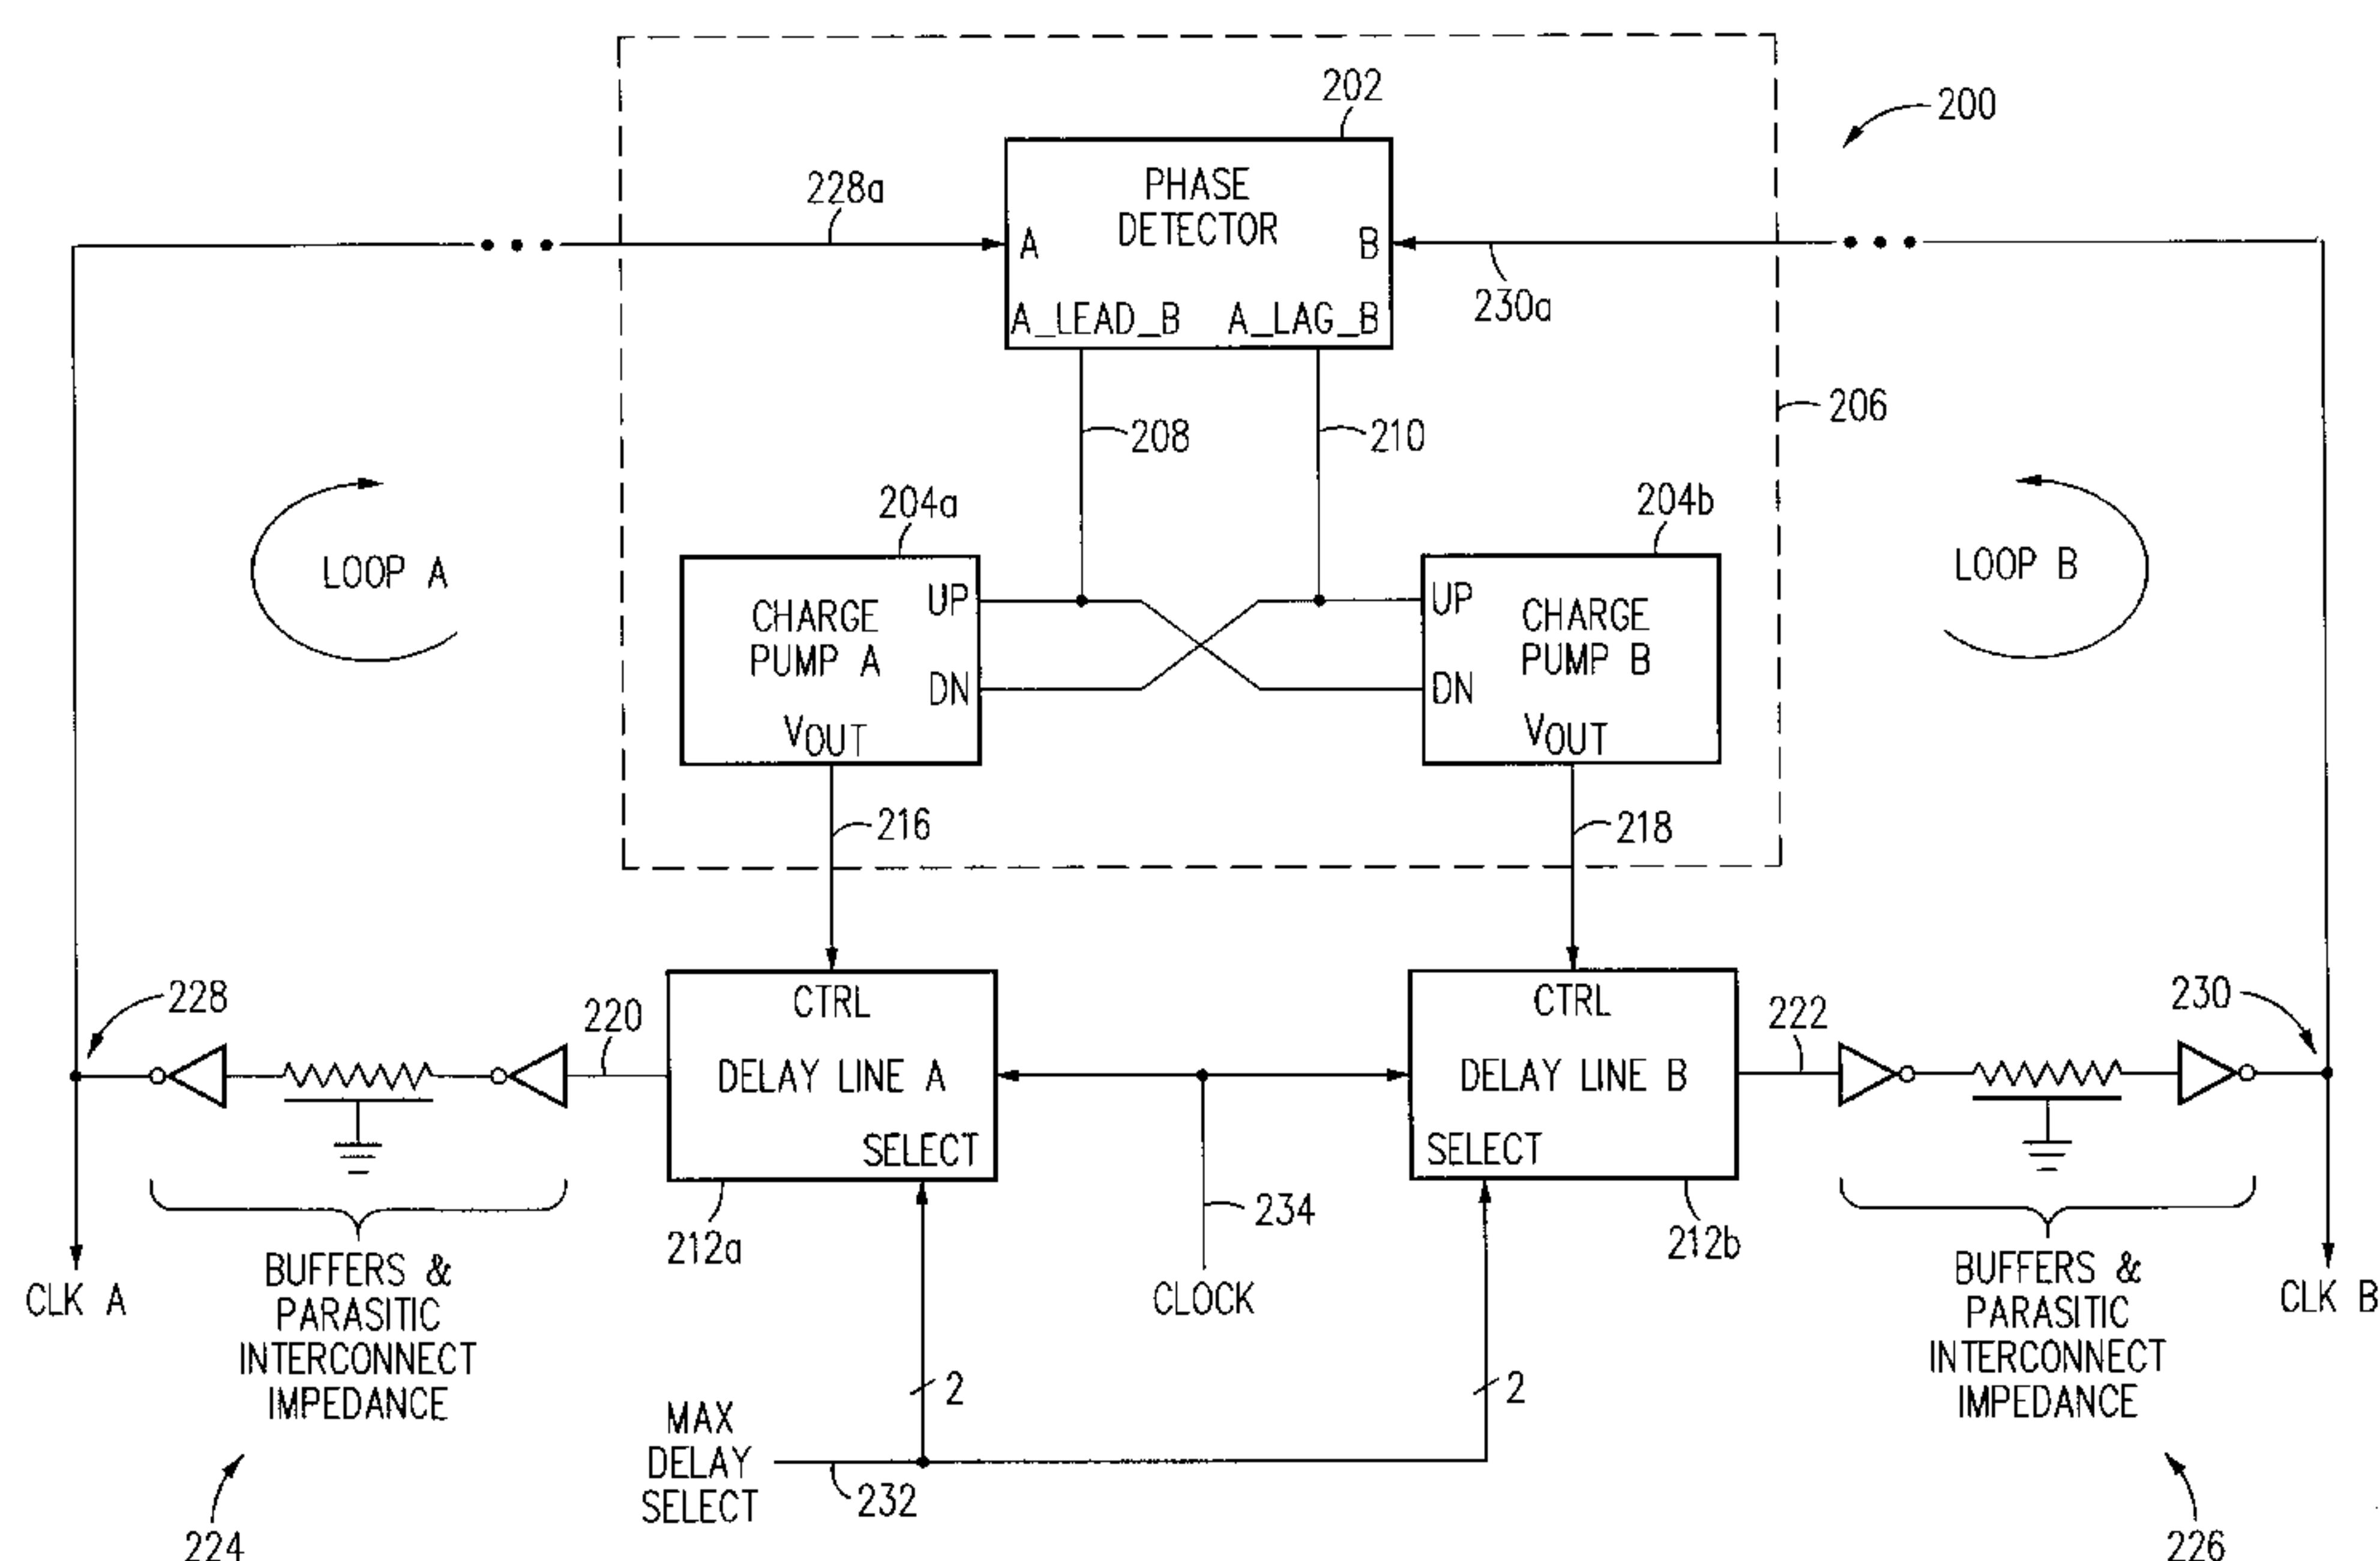 200
202
PHASE
DETECTOR
A
B
A_LEAD_B
A_LAG_B
228a
230a
206
208
210
204a
204b
LOOP A
LOOP B
CHARGE
PUMP A
UP
DN
VOUT
CHARGE
PUMP B
UP
DN
VOUT
216
218
228
220
CTRL
DELAY LINE A
SELECT
CTRL
DELAY LINE B
SELECT
222
230
212a
234
212b
CLOCK
CLK A
BUFFERS &
PARASITIC
INTERCONNECT
IMPEDANCE
BUFFERS &
PARASITIC
INTERCONNECT
IMPEDANCE
CLK B
2
2
MAX
DELAY
SELECT
232
224
226